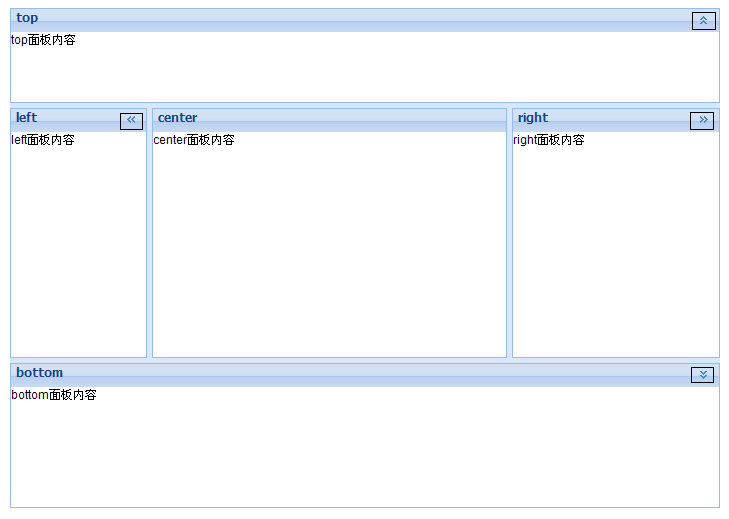 top
top面板内容
left
center
right
left面板内容
center面板内容
right面板内容
bottom
bottom面板内容